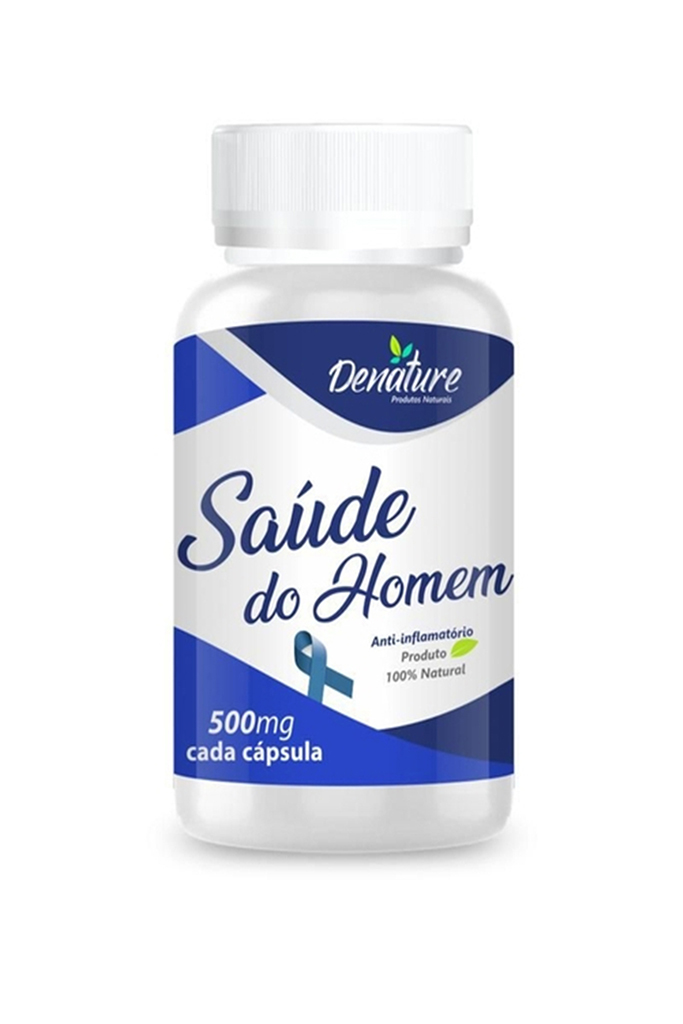 Denature
Produtos Naturais
Saúde
do Homem
Anti-inflamatório
Produto
100% Natural
500mg
cada cápsula